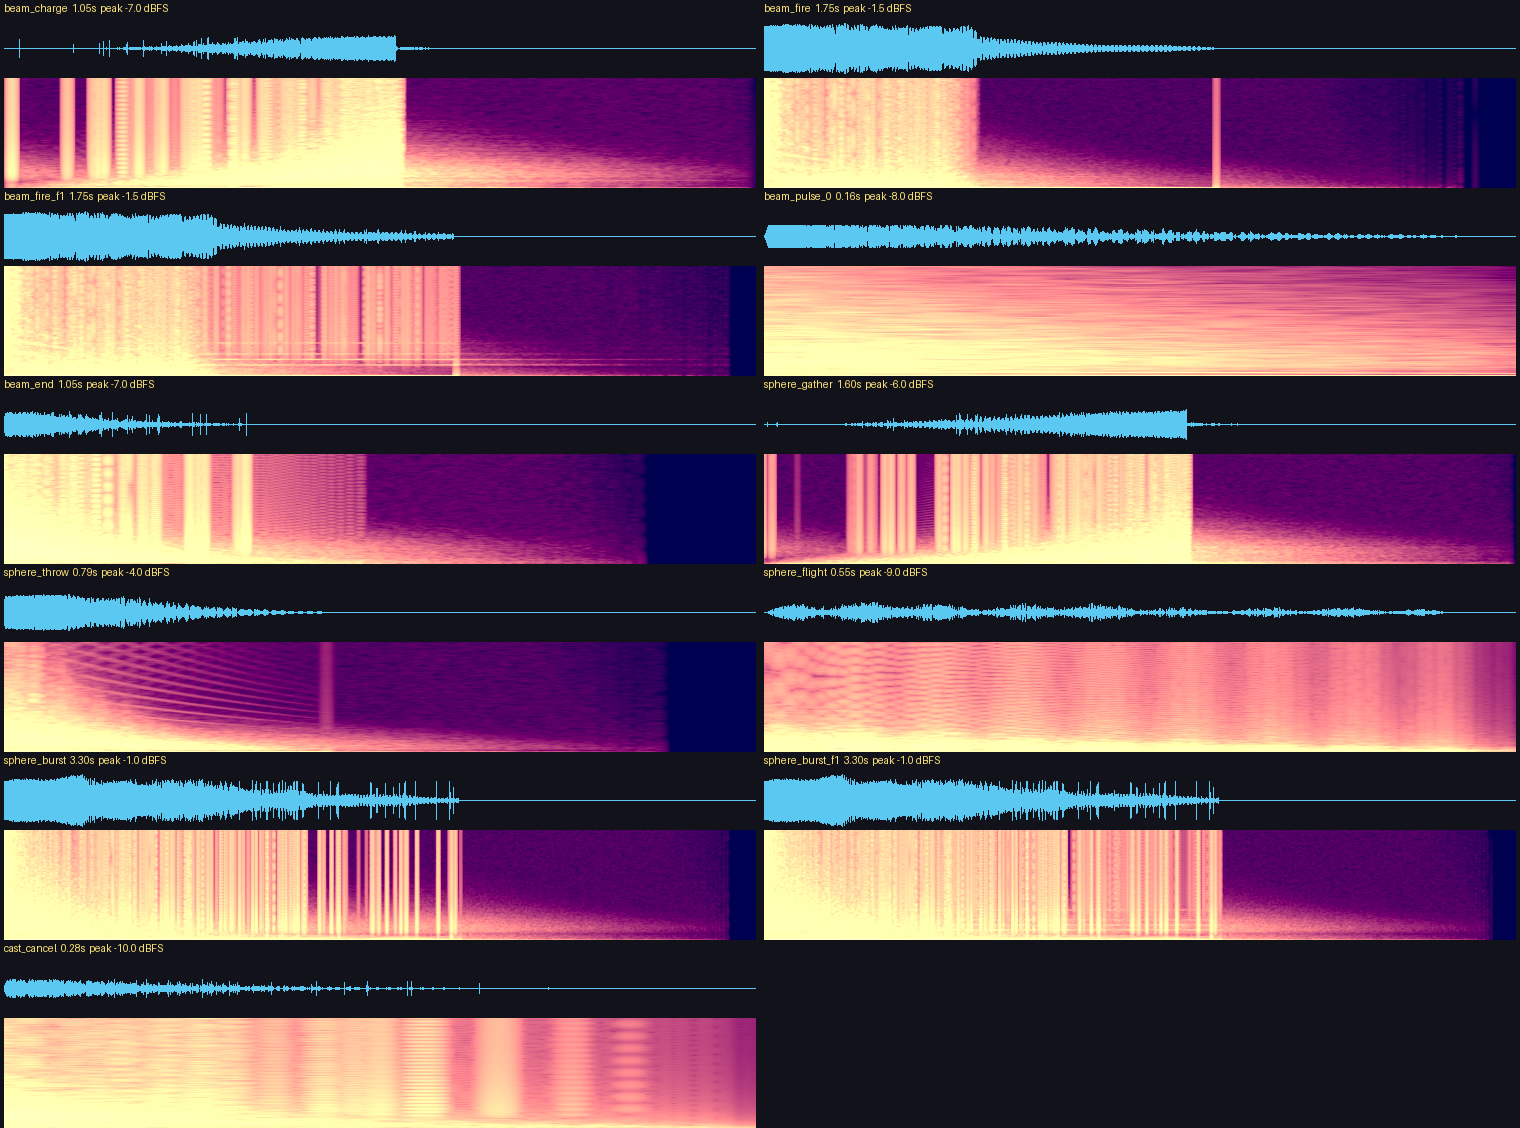 beam_charge 1.05s peak -7.0 dBFS
beam_fire 1.75s peak -1.5 dBFS
beam_fire_f1 1.75s peak -1.5 dBFS
beam_pulse_0 0.16s peak -8.0 dBFS
beam_end 1.05s peak -7.0 dBFS
sphere_gather 1.60s peak -6.0 dBFS
sphere_throw 0.79s peak -4.0 dBFS
sphere_flight 0.55s peak -9.0 dBFS
sphere_burst 3.30s peak -1.0 dBFS
sphere_burst_f1 3.30s peak -1.0 dBFS
cast_cancel 0.28s peak -10.0 dBFS